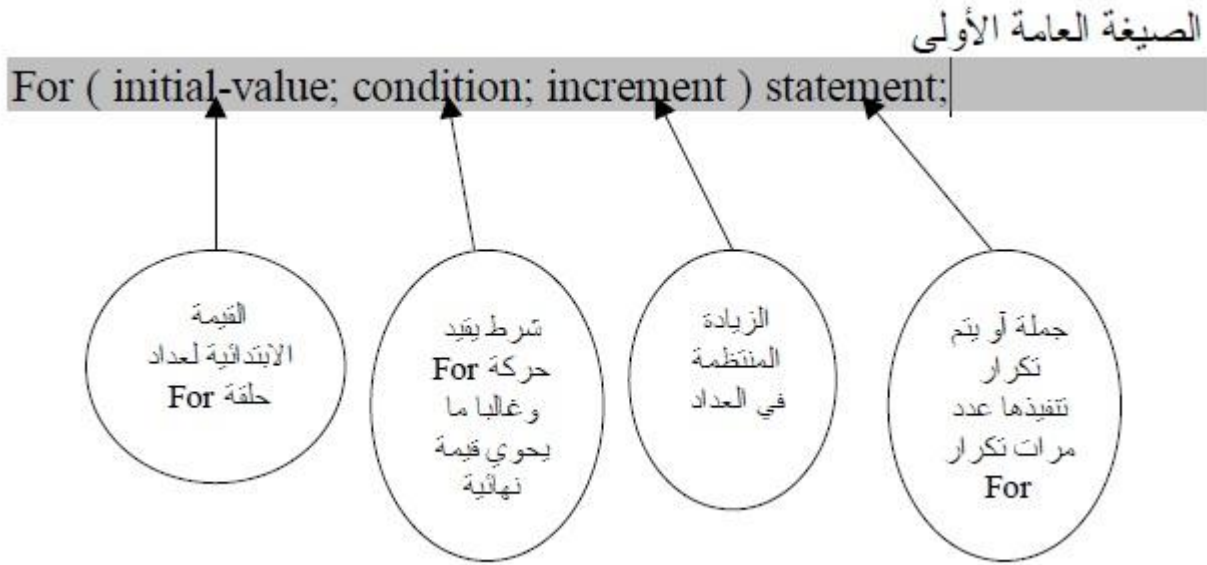 الصيغة العامة الأولى
For ( initial-value; condition; increment ) statement;
القيمة
الابتدائية لعداد
حلقة For
شرط يقيد
حركة For
وغالبا ما
يحوي قيمة
نهائية
الزيادة
المنتظمة
في العداد
جملة أو يتم
تكرار
تنفيذها عدد
مرات تكرار
For